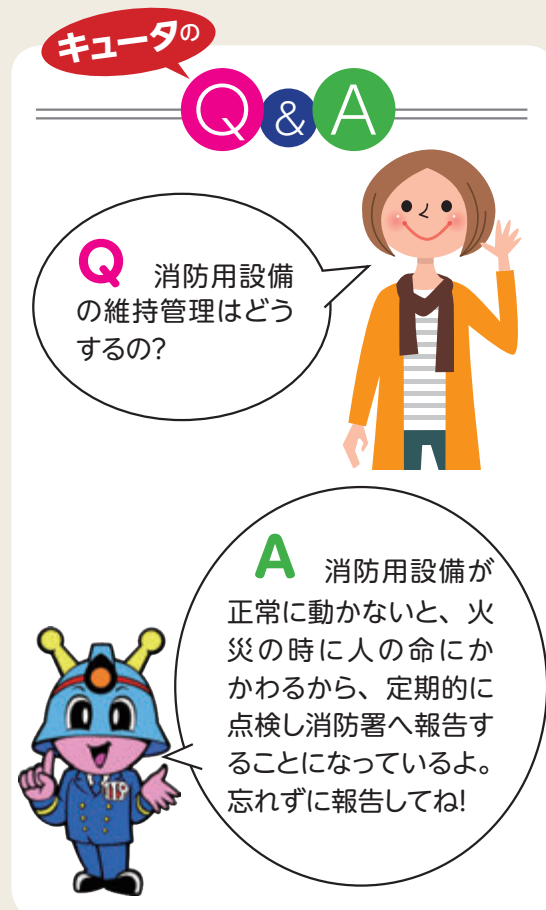 キュータの
Q&A
Q 消防用設備
の維持管理はどう
するの?
A 消防用設備が
正常に動かないと、火
災の時に人の命にか
かわるから、定期的に
点検し消防署へ報告す
ることになっているよ。
忘れずに報告してね!
119